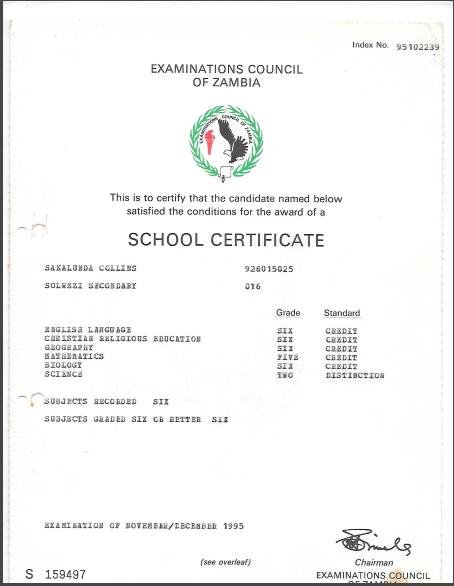 Index No. 95102239
EXAMINATIONS COUNCIL
OF ZAMBIA
EXAMINATIONS COUNCIL OF ZAMBIA
This is to certify that the candidate named below
satisfied the conditions for the award of a
SCHOOL CERTIFICATE
SAKALUNDA COLLINS 926015025
SOLWEZI SECONDARY 016
Grade Standard
ENGLISH LANGUAGE SIX CREDIT
CHRISTIAN RELIGIOUS EDUCATION SIX CREDIT
GEOGRAPHY SIX CREDIT
MATHEMATICS FIVE CREDIT
BIOLOGY SIX CREDIT
SCIENCE TWO DISTINCTION
SUBJECTS RECORDED SIX
SUBJECTS GRADED SIX OR BETTER SIX
EXAMINATION OF NOVEMBER/DECEMBER 1995
(see overleaf)
Chairman
S 159497
EXAMINATIONS COUNCIL
OF ZAMBIA